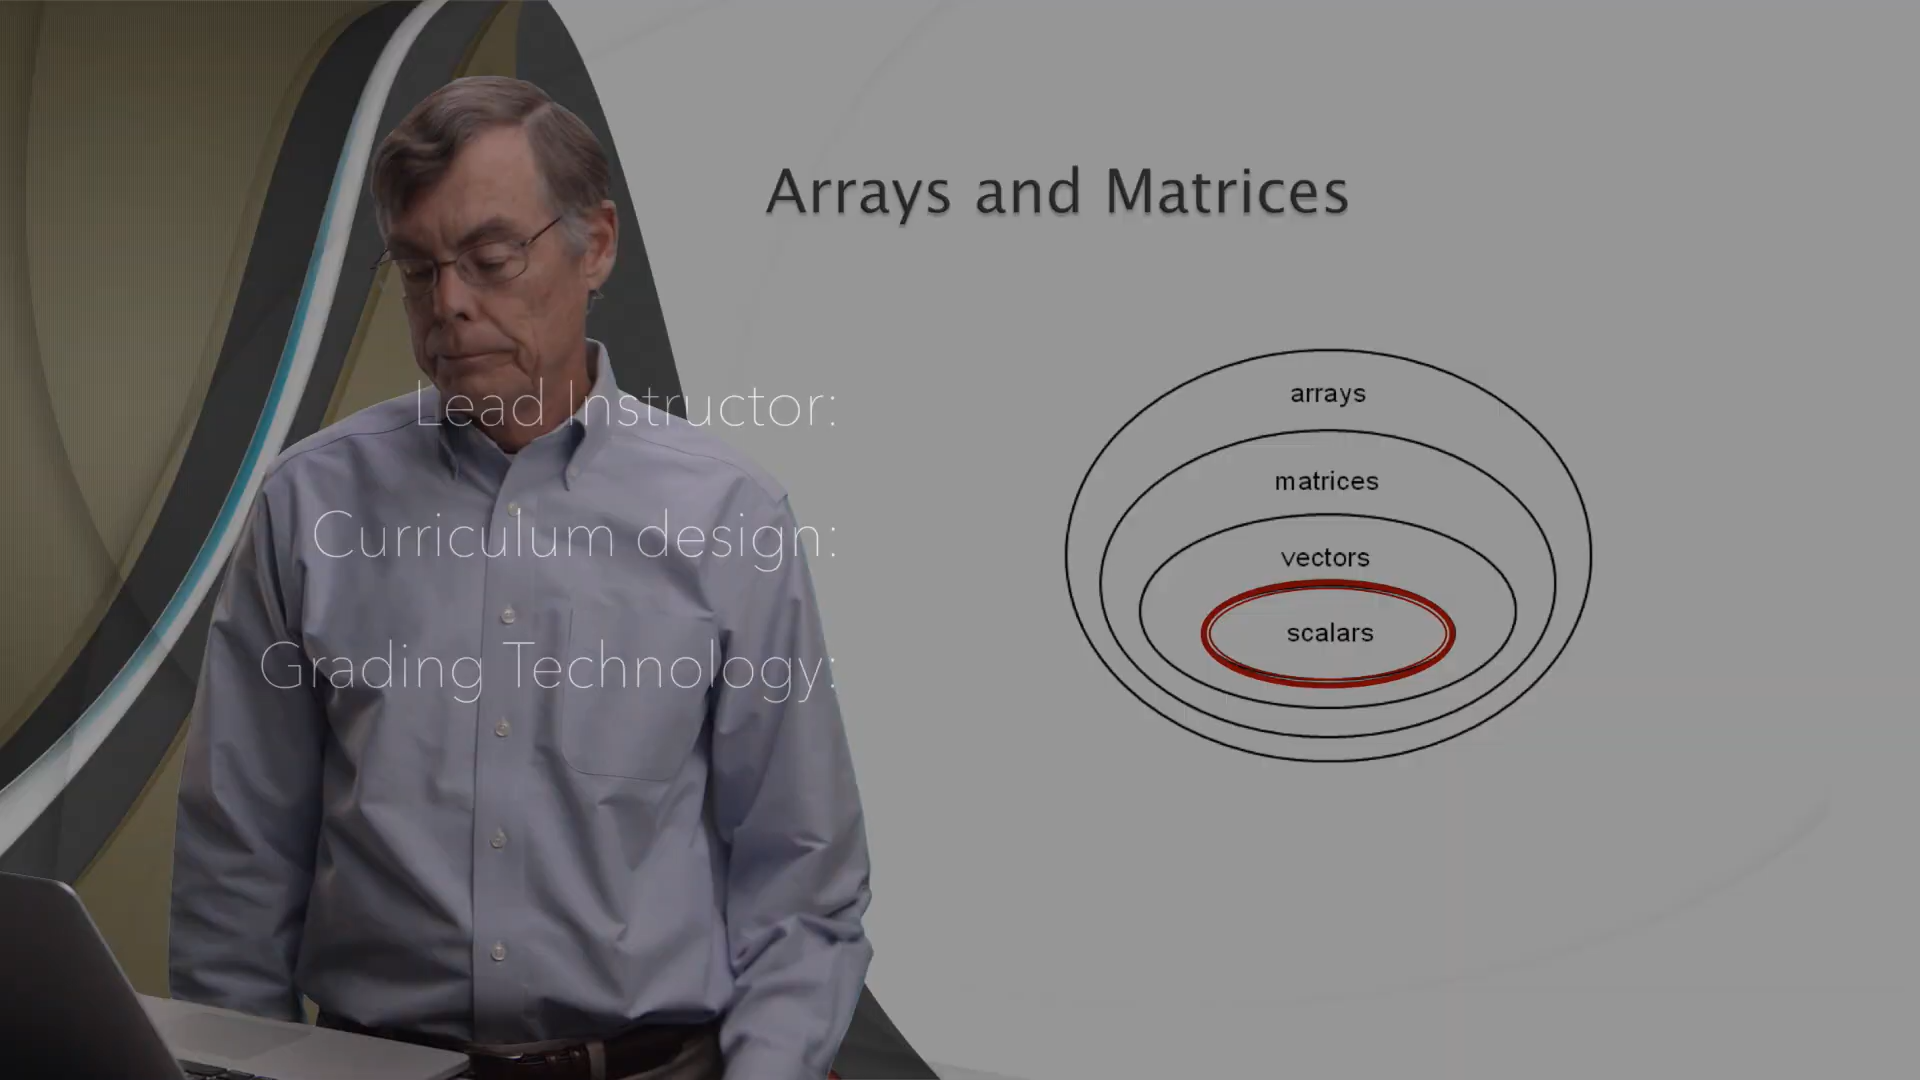 Arrays and Matrices
arrays
matrices
vectors
scalars
Lead Instructor:
Curriculum design:
Grading Technology: